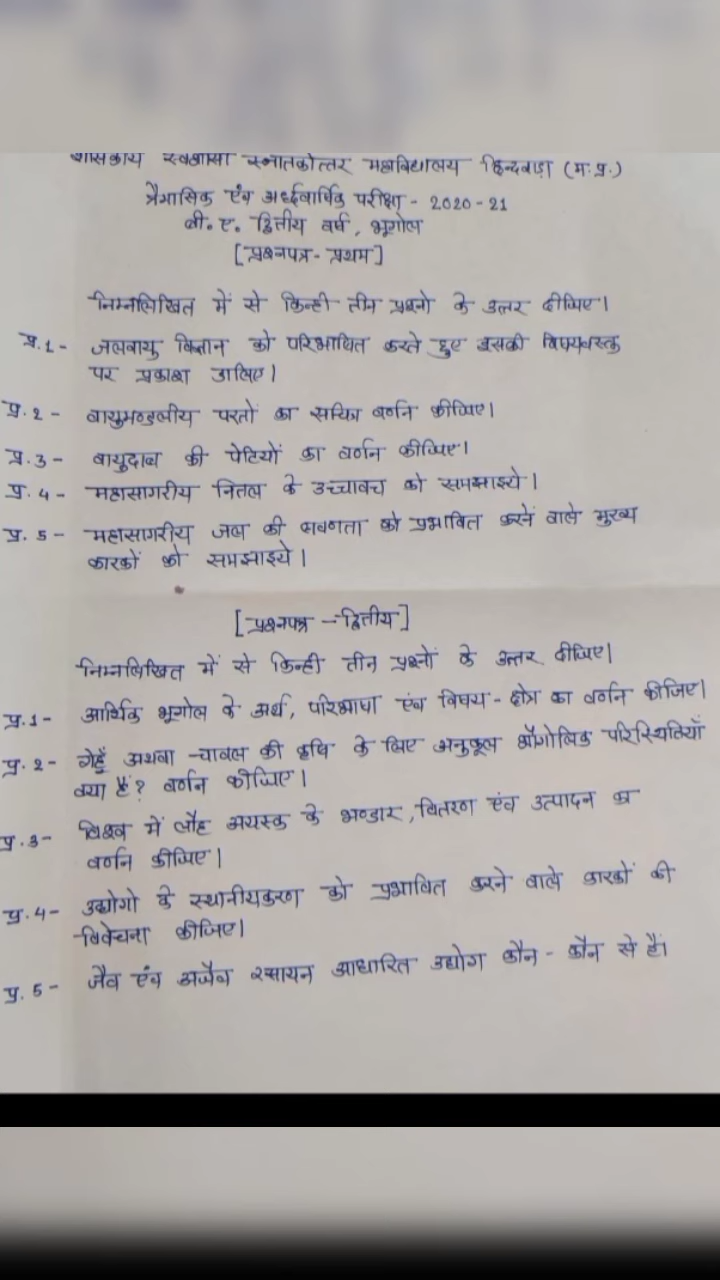 शासकीय स्वशासी स्नातकोत्तर महाविद्यालय छिन्दवाड़ा (म.प्र.)
त्रैमासिक एंव अर्ध्दवार्षिक परीक्षा - 2020-21
बी. ए. द्वितीय वर्ष, भूगोल
[प्रश्नपत्र - प्रथम]
निम्नलिखित में से किन्ही तीन प्रश्नो के उत्तर दीजिए।
प्र.1- जलवायु विज्ञान को परिभाषित करते हुए इसकी विषयवस्तु
पर प्रकाश डालिए।
प्र.2- वायुमण्डलीय परतों का सचित्र वर्णन कीजिए।
प्र.3- वायुदाब की पेटियों का वर्णन कीजिए।
प्र.4- महासागरीय नितल के उच्चावच को समझाइये।
प्र.5- महासागरीय जल की लवणता को प्रभावित करने वाले मुख्य
कारकों को समझाइये।
[प्रश्नपत्र - द्वितीय]
निम्नलिखित में से किन्ही तीन प्रश्नों के उत्तर दीजिए।
प्र.1- आर्थिक भूगोल के अर्थ, परिभाषा एंव विषय - क्षेत्र का वर्णन कीजिए।
प्र.2- गेहूँ अथवा चावल की कृषि के लिए अनुकूल भौगोलिक परिस्थितियाँ
क्या हैं? वर्णन कीजिए।
प्र.3- विश्व में लौह अयस्क के भण्डार, वितरण एंव उत्पादन का
वर्णन कीजिए।
प्र.4- उद्योगो के स्थानीयकरण को प्रभावित करने वाले कारकों की
विवेचना कीजिए।
प्र.5- जैव एंव अजैव रसायन आधारित उद्योग कौन - कौन से हैं।